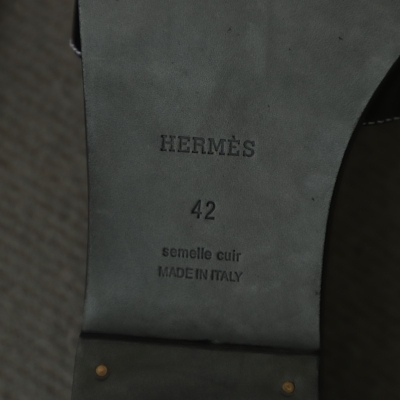 HERMÈS
42
semelle cuir
MADE IN ITALY